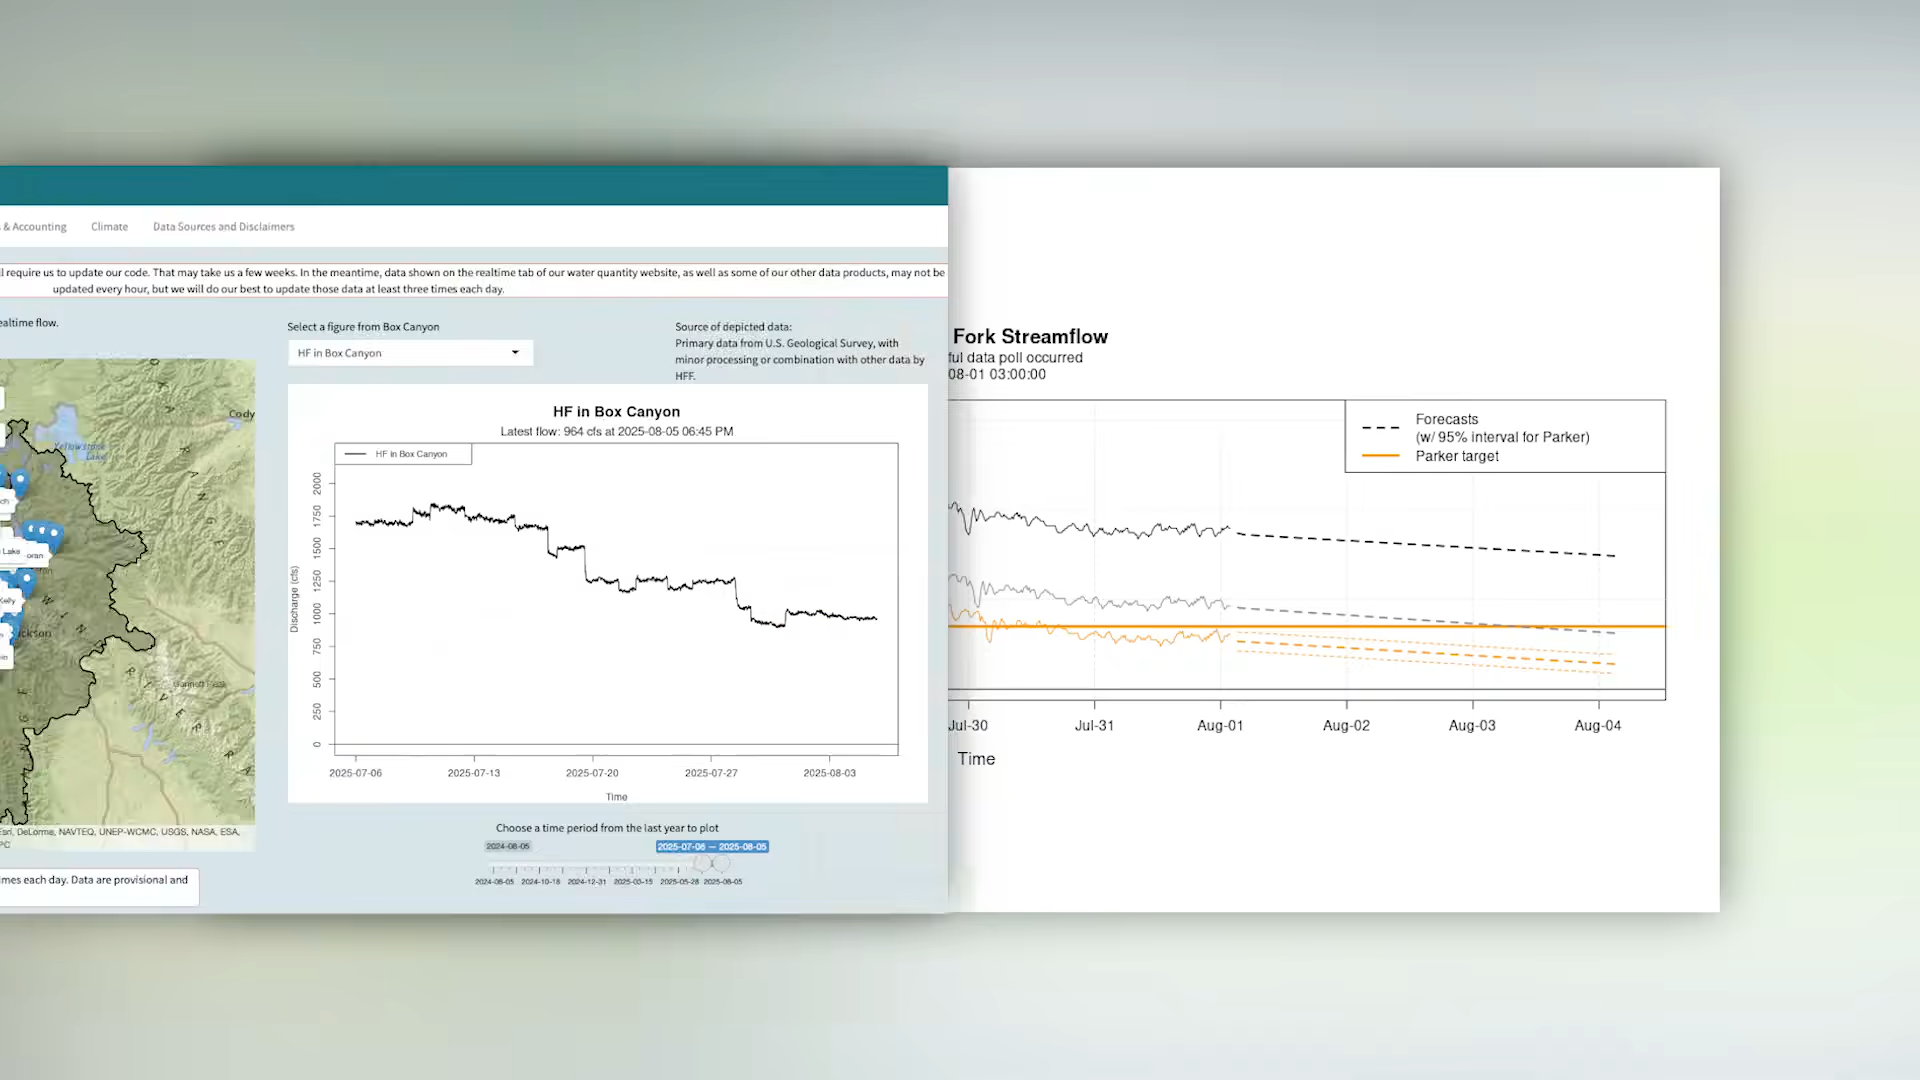 & Accounting Climate Data Sources and Disclaimers
l require us to update our code. That may take us a few weeks. In the meantime, data shown on the realtime tab of our water quantity website, as well as some of our other data products, may not be
updated every hour, but we will do our best to update those data at least three times each day.
ealtime flow.
Select a figure from Box Canyon
HF in Box Canyon
Source of depicted data:
Primary data from U.S. Geological Survey, with
minor processing or combination with other data by
HFF.
Cody
Yellowstone
Lake
Lake
oran
Kelly
ckson
Gannett Peak
R I V E R
Esri, DeLorme, NAVTEQ, UNEP-WCMC, USGS, NASA, ESA,
PC
imes each day. Data are provisional and
HF in Box Canyon
Latest flow: 964 cfs at 2025-08-05 06:45 PM
HF in Box Canyon
Discharge (cfs)
2000
1750
1500
1250
1000
750
500
250
0
2025-07-06 2025-07-13 2025-07-20 2025-07-27 2025-08-03
Time
Choose a time period from the last year to plot
2024-08-05 2025-07-06 — 2025-08-05
2024-08-05 2024-10-18 2024-12-31 2025-03-15 2025-05-28 2025-08-05
Fork Streamflow
ful data poll occurred
08-01 03:00:00
Forecasts
(w/ 95% interval for Parker)
Parker target
Jul-30 Jul-31 Aug-01 Aug-02 Aug-03 Aug-04
Time